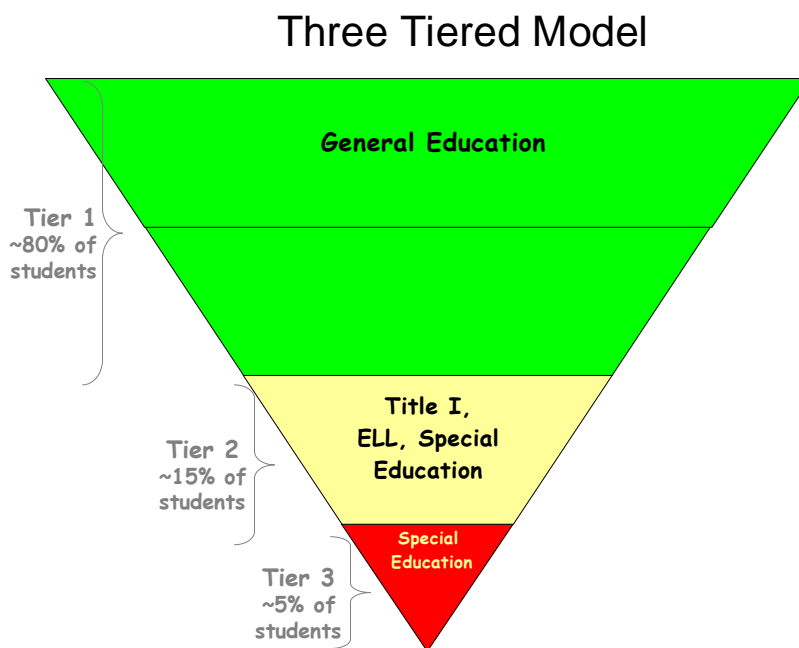 Three Tiered Model
General Education
Tier 1
~80% of
students
Title I,
ELL, Special
Education
Tier 2
~15% of
students
Special
Education
Tier 3
~5% of
students